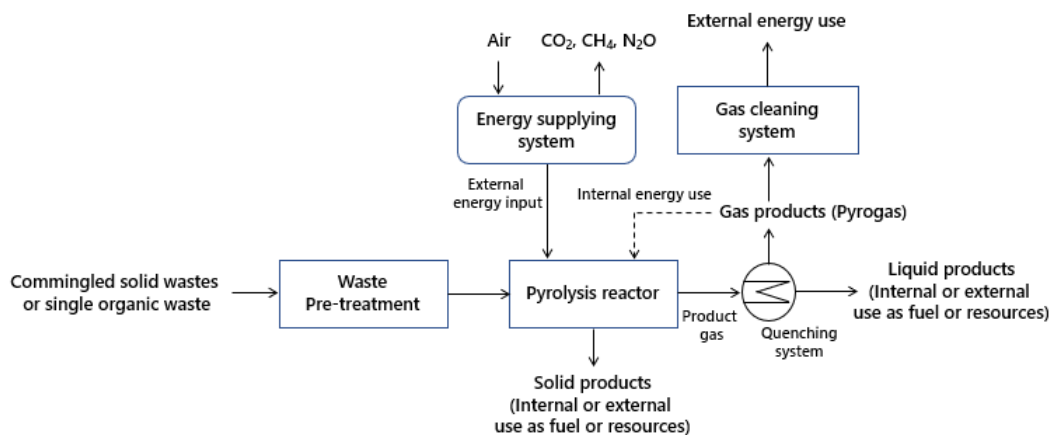 External energy use
Air
CO₂, CH₄, N₂O
Energy supplying
system
Gas cleaning
system
External
energy input
Internal energy use
Gas products (Pyrogas)
Commingled solid wastes
or single organic waste
Waste
Pre-treatment
Pyrolysis reactor
Product
gas
Quenching
system
Liquid products
(Internal or external
use as fuel or resources)
Solid products
(Internal or external
use as fuel or resources)